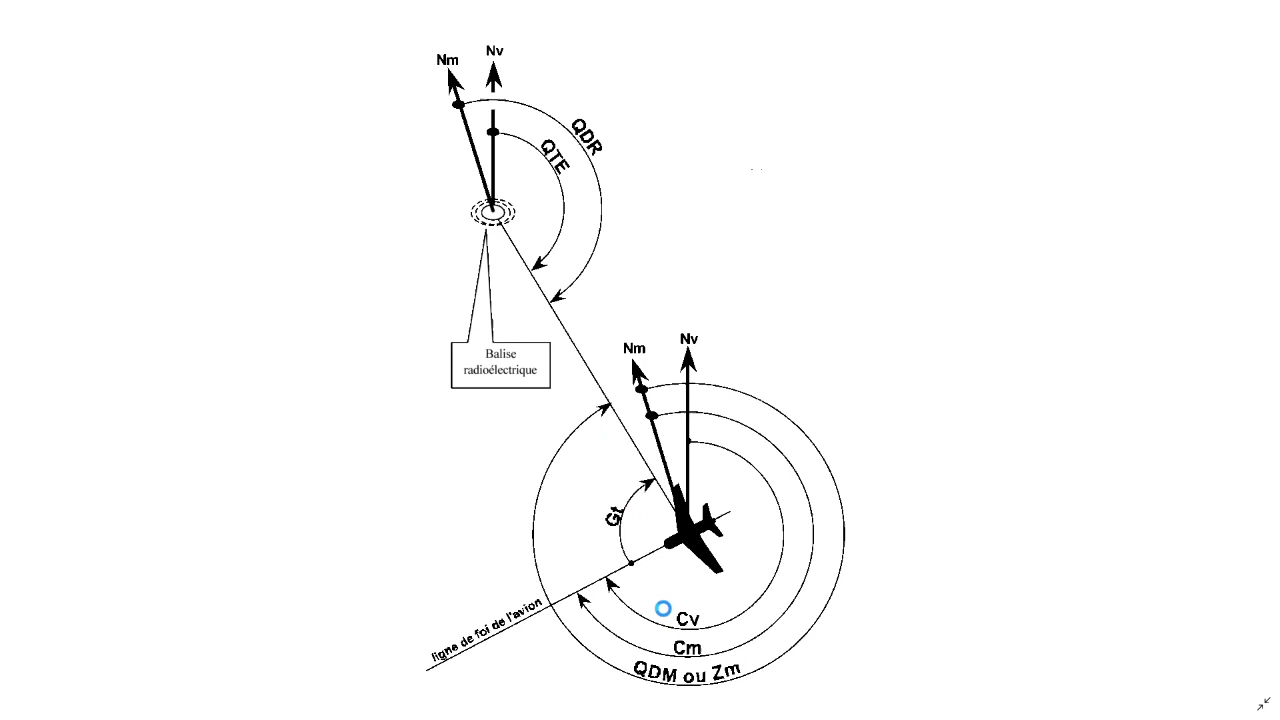 Nm
Nv
QDR
QTE
Balise
radioélectrique
Nm
Nv
Gt
ligne de foi de l'avion
Cv
Cm
QDM ou Zm